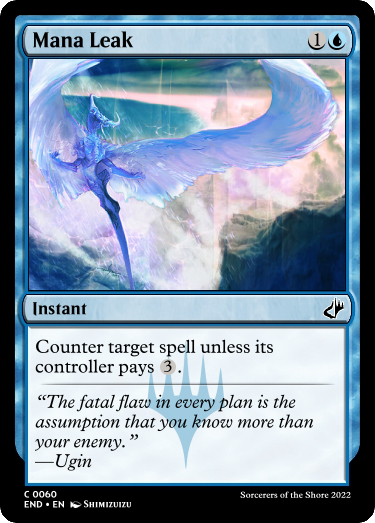 Mana Leak 1
Instant
Counter target spell unless its
controller pays 3.
“The fatal flaw in every plan is the
assumption that you know more than
your enemy.”
—Ugin
C 0060
END • EN Shimizuizu
Sorcerers of the Shore 2022